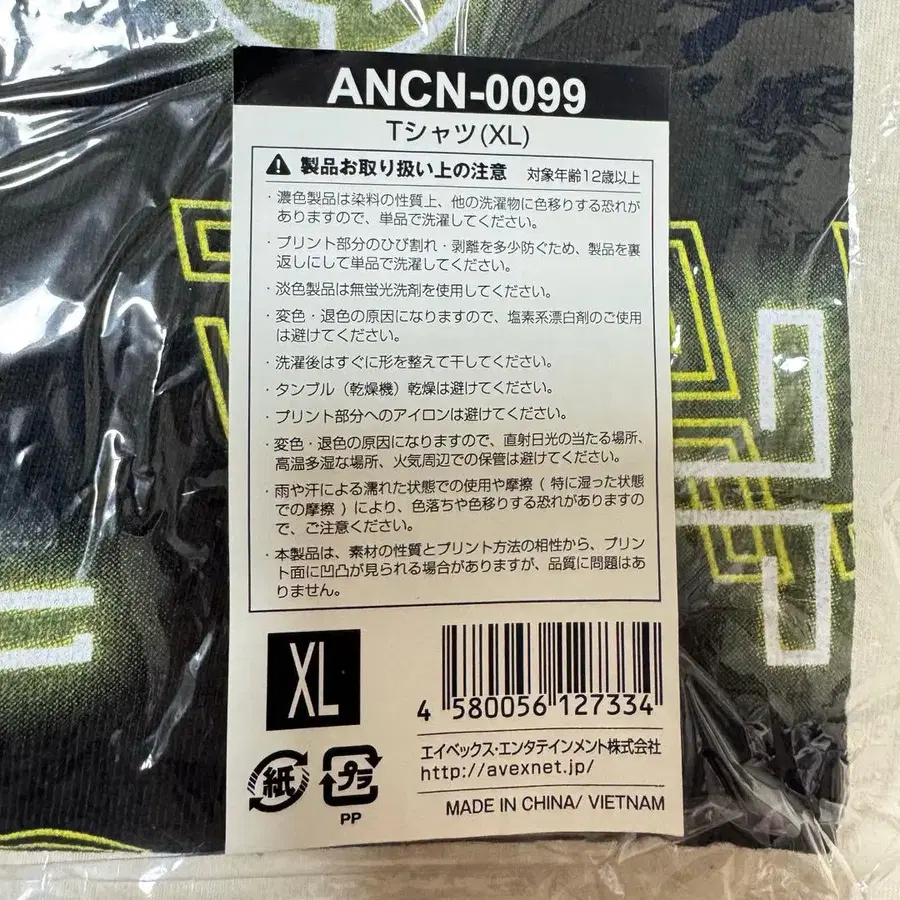 ANCN-0099
Tシャツ(XL)
製品お取り扱い上の注意 対象年齢12歳以上
・濃色製品は染料の性質上、他の洗濯物に色移りする恐れが
ありますので、単品で洗濯してください。
・プリント部分のひび割れ・剥離を多少防ぐため、製品を裏
返しにして単品で洗濯してください。
・淡色製品は無蛍光洗剤を使用してください。
・変色・退色の原因になりますので、塩素系漂白剤のご使用
は避けてください。
・洗濯後はすぐに形を整えて干してください。
・タンブル（乾燥機）乾燥は避けてください。
・プリント部分へのアイロンは避けてください。
・変色・退色の原因になりますので、直射日光の当たる場所、
高温多湿な場所、火気周辺での保管は避けてください。
・雨や汗による濡れた状態での使用や摩擦 ( 特に湿った状態
での摩擦 ) により、色落ちや色移りする恐れがありますの
で、ご注意ください。
・本製品は、素材の性質とプリント方法の相性から、プリン
ト面に凹凸が見られる場合がありますが、品質に問題はあ
りません。
XL
4 580056 127334
エイベックス・エンタテインメント株式会社
http://avexnet.jp/
紙 プラ
PP
MADE IN CHINA/ VIETNAM